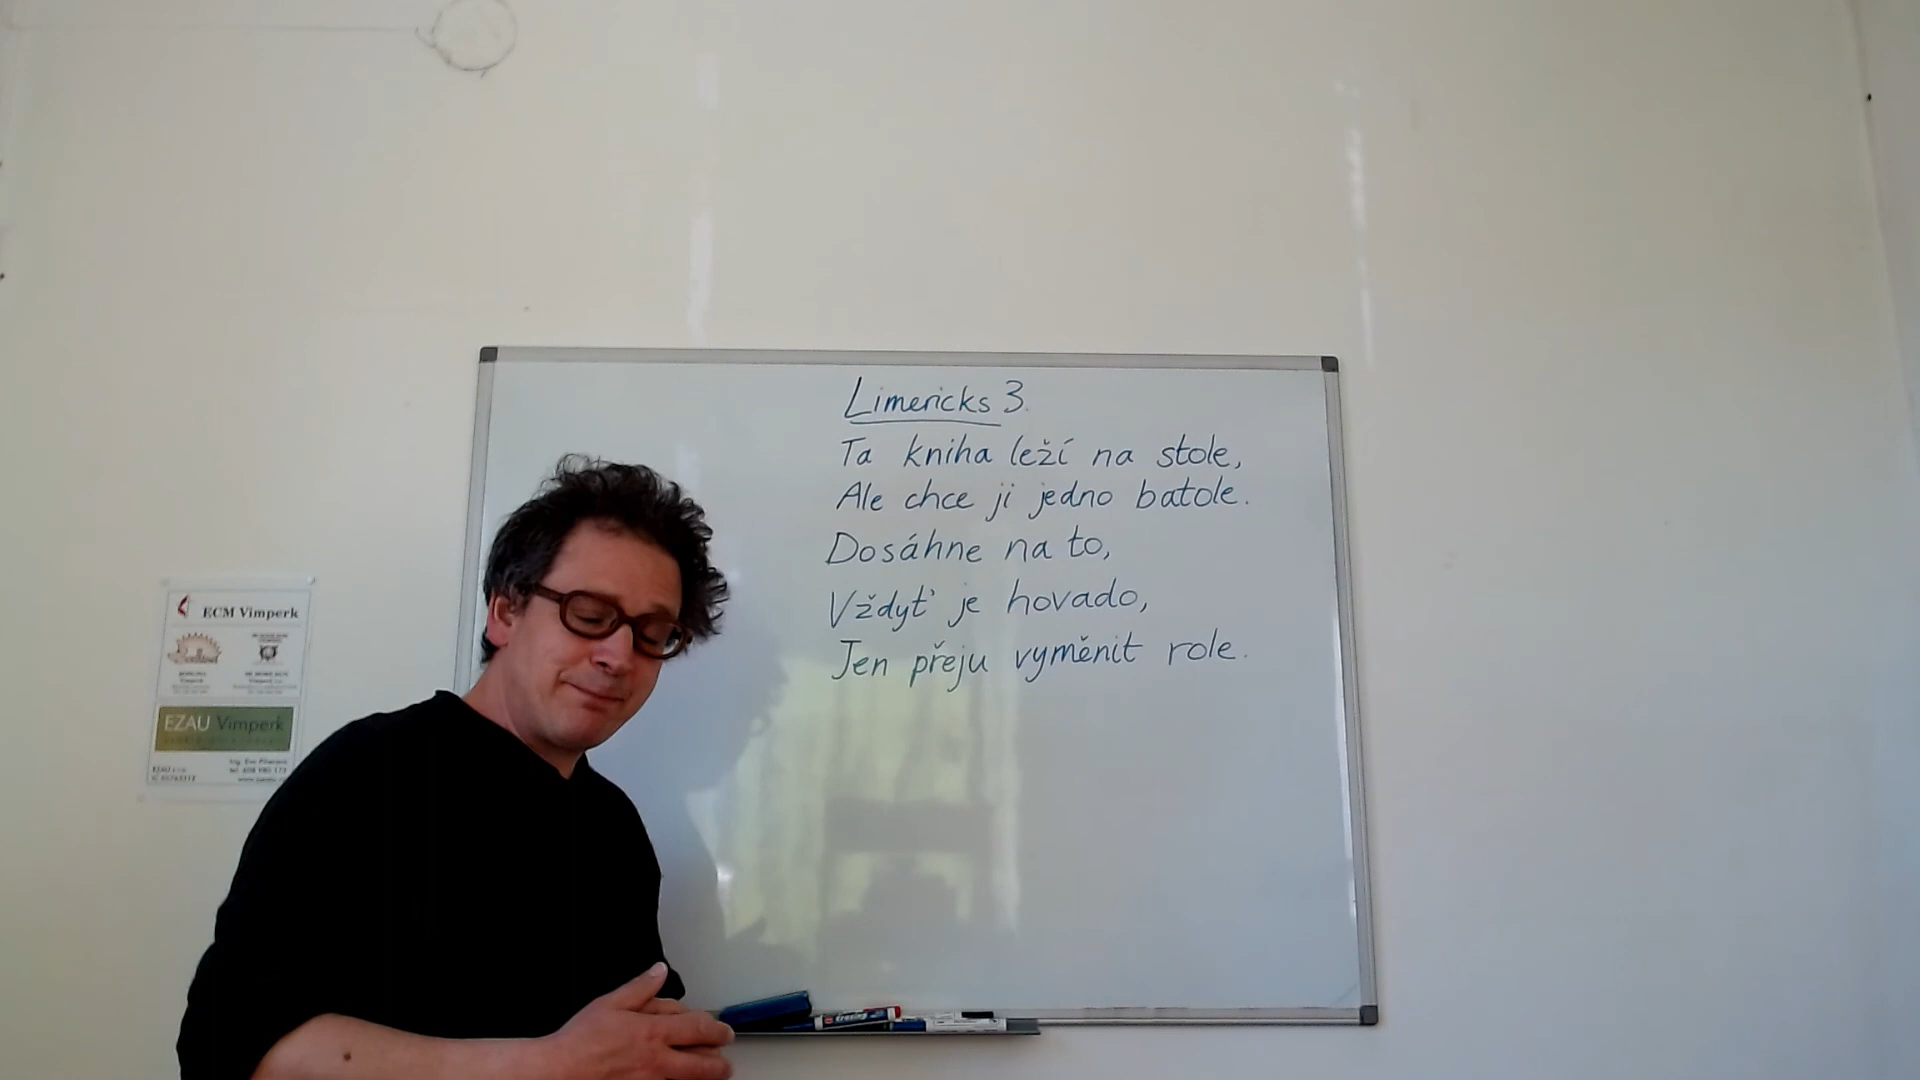 Limericks 3.
Ta kniha leží na stole,
Ale chce ji jedno batole.
Dosáhne na to,
Vždyť je hovado,
Jen přeju vyměnit role.
ECM Vimperk
EZAU Vimperk